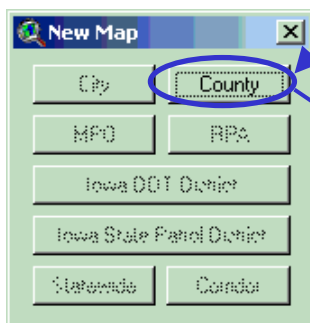 New Map
City County
MPO RPA
Iowa DOT District
Iowa State Patrol District
Statewide Corridor